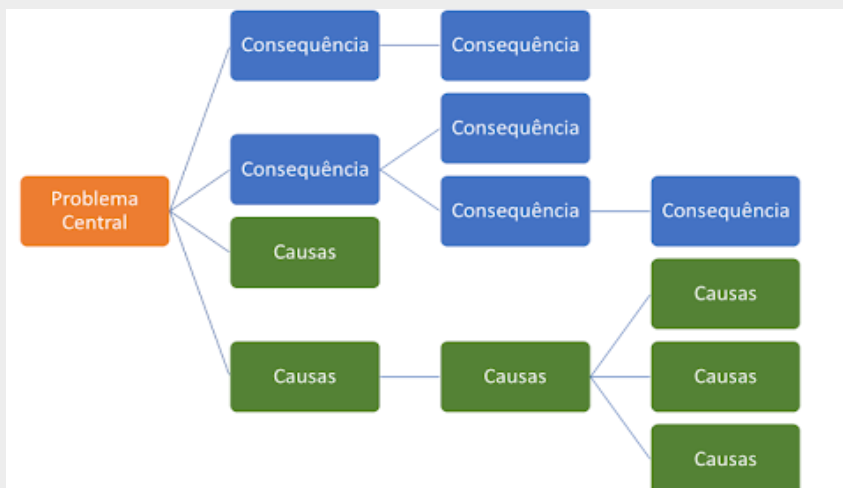 Consequência
Consequência
Consequência
Problema
Central
Consequência
Consequência
Consequência
Causas
Causas
Causas
Causas
Causas
Causas